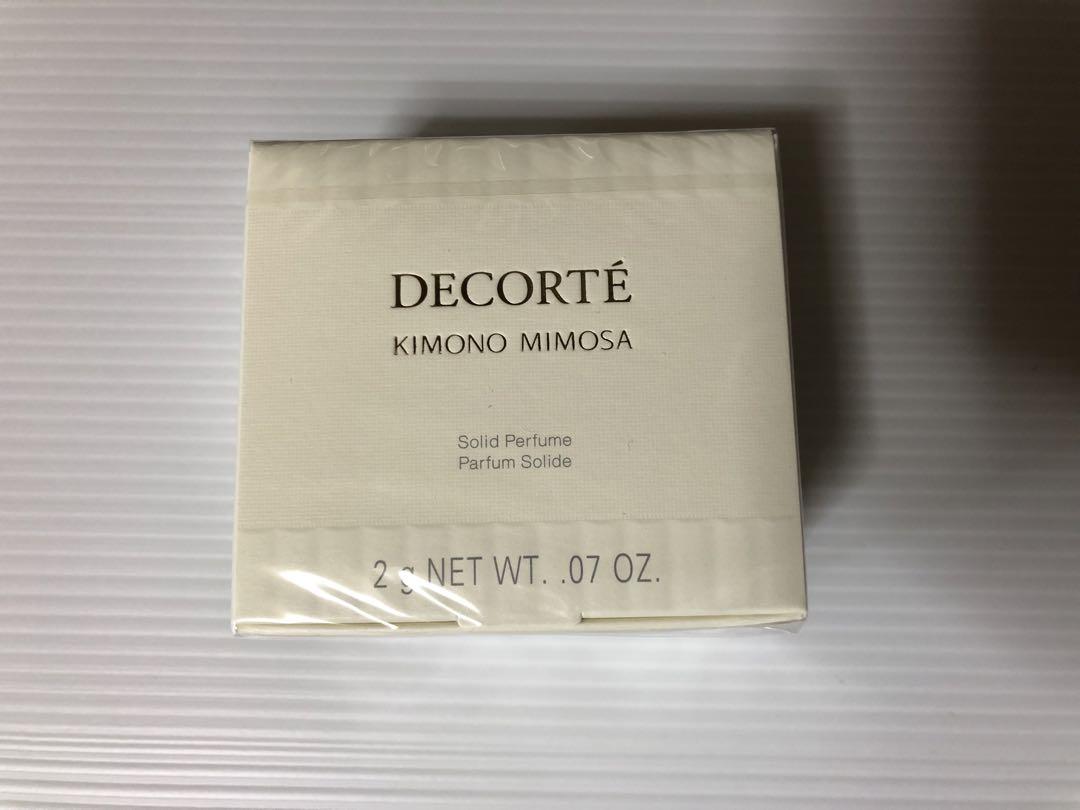 DECORTÉ
KIMONO MIMOSA
Solid Perfume
Parfum Solide
2 g NET WT. .07 OZ.